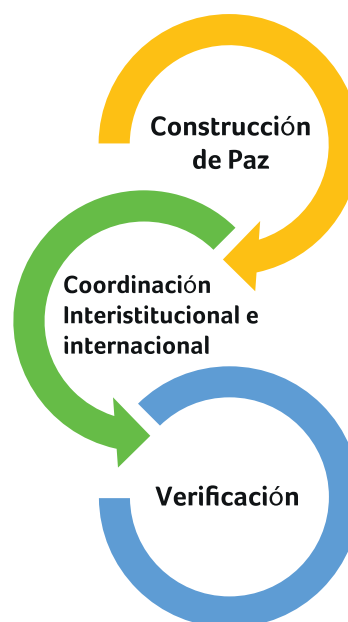 Construcción
de Paz
Coordinación
Interistitucional e
internacional
Verificación